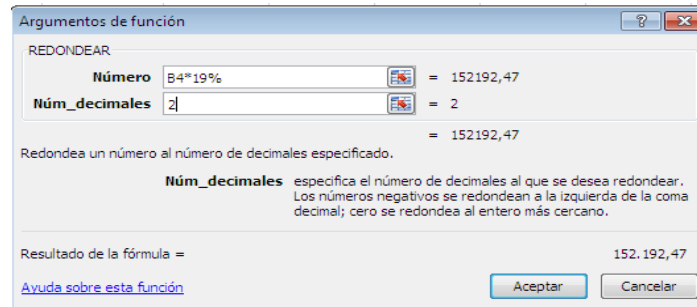 Argumentos de función
REDONDEAR
Número B4*19% = 152192,47
Núm_decimales 2 = 2
= 152192,47
Redondea un número al número de decimales especificado.
Núm_decimales especifica el número de decimales al que se desea redondear.
Los números negativos se redondean a la izquierda de la coma
decimal; cero se redondea al entero más cercano.
Resultado de la fórmula = 152.192,47
Ayuda sobre esta función Aceptar Cancelar